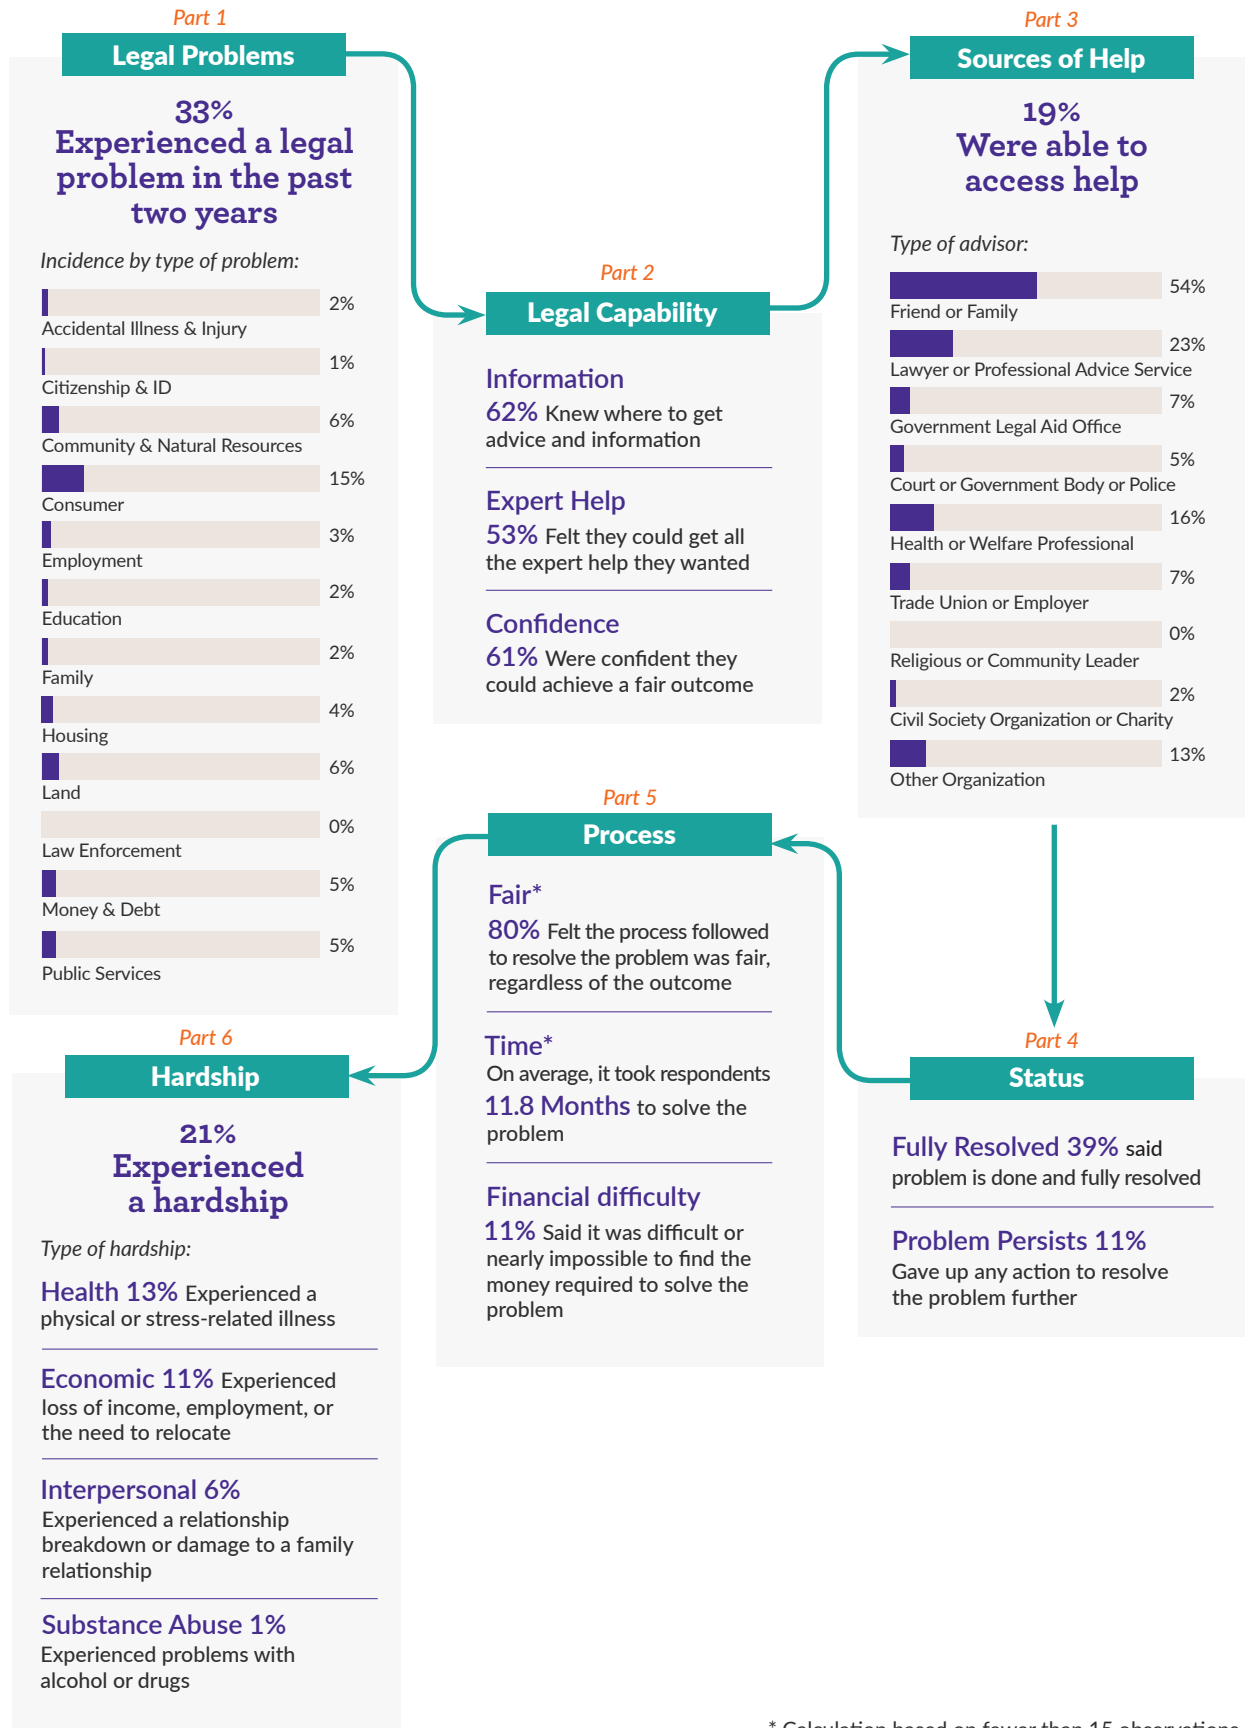 Part 1
Legal Problems
33%
Experienced a legal
problem in the past
two years
Incidence by type of problem:
2%
Accidental Illness & Injury
1%
Citizenship & ID
6%
Community & Natural Resources
15%
Consumer
3%
Employment
2%
Education
2%
Family
4%
Housing
6%
Land
0%
Law Enforcement
5%
Money & Debt
5%
Public Services
Part 2
Legal Capability
Information
62% Knew where to get
advice and information
Expert Help
53% Felt they could get all
the expert help they wanted
Confidence
61% Were confident they
could achieve a fair outcome
Part 3
Sources of Help
19%
Were able to
access help
Type of advisor:
54%
Friend or Family
23%
Lawyer or Professional Advice Service
7%
Government Legal Aid Office
5%
Court or Government Body or Police
16%
Health or Welfare Professional
7%
Trade Union or Employer
0%
Religious or Community Leader
2%
Civil Society Organization or Charity
13%
Other Organization
Part 4
Status
Fully Resolved 39% said
problem is done and fully resolved
Problem Persists 11%
Gave up any action to resolve
the problem further
Part 5
Process
Fair*
80% Felt the process followed
to resolve the problem was fair,
regardless of the outcome
Time*
On average, it took respondents
11.8 Months to solve the
problem
Financial difficulty
11% Said it was difficult or
nearly impossible to find the
money required to solve the
problem
Part 6
Hardship
21%
Experienced
a hardship
Type of hardship:
Health 13% Experienced a
physical or stress-related illness
Economic 11% Experienced
loss of income, employment, or
the need to relocate
Interpersonal 6%
Experienced a relationship
breakdown or damage to a family
relationship
Substance Abuse 1%
Experienced problems with
alcohol or drugs
* Calculation based on fewer than 15 observations